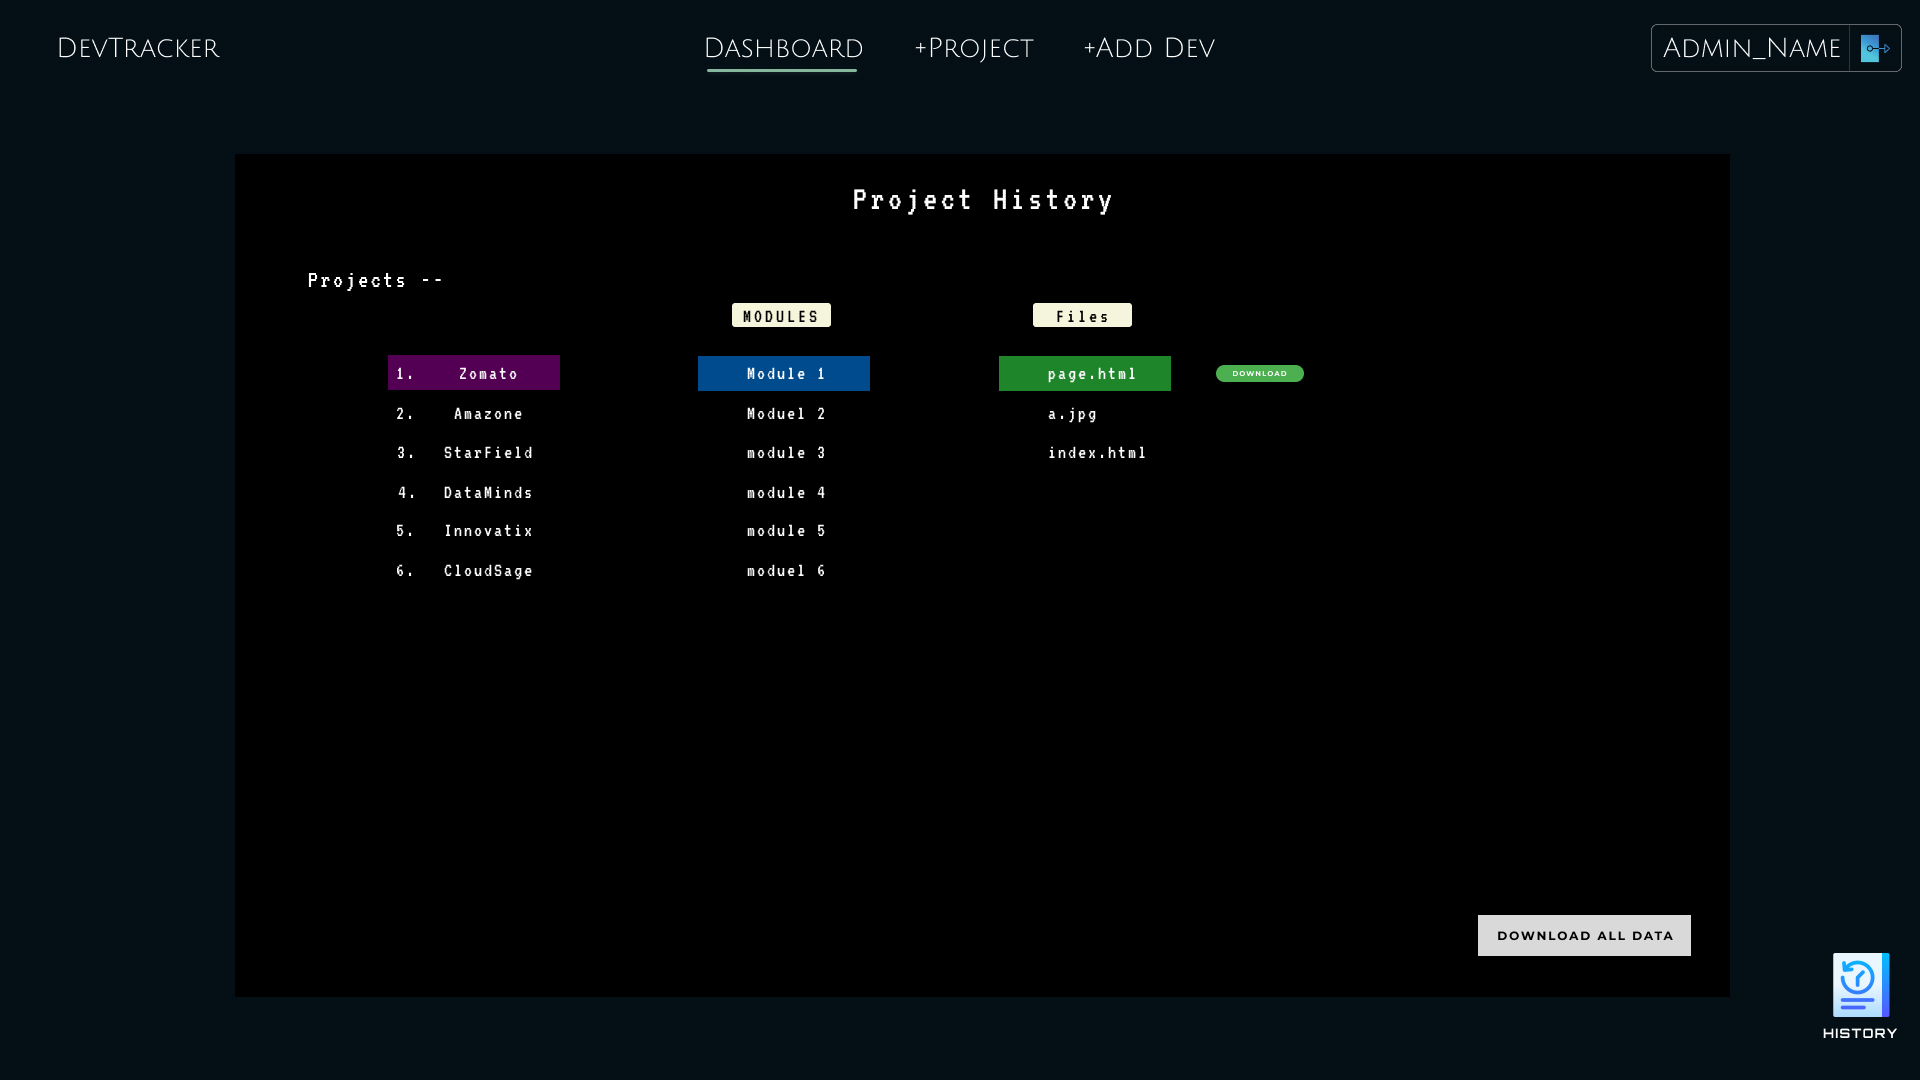 DevTracker
Dashboard +Project +Add Dev
Admin_Name
Project History
Projects --
MODULES Files
1. Zomato Module 1 page.html DOWNLOAD
2. Amazone Moduel 2 a.jpg
3. StarField module 3 index.html
4. DataMinds module 4
5. Innovatix module 5
6. CloudSage moduel 6
DOWNLOAD ALL DATA
HISTORY